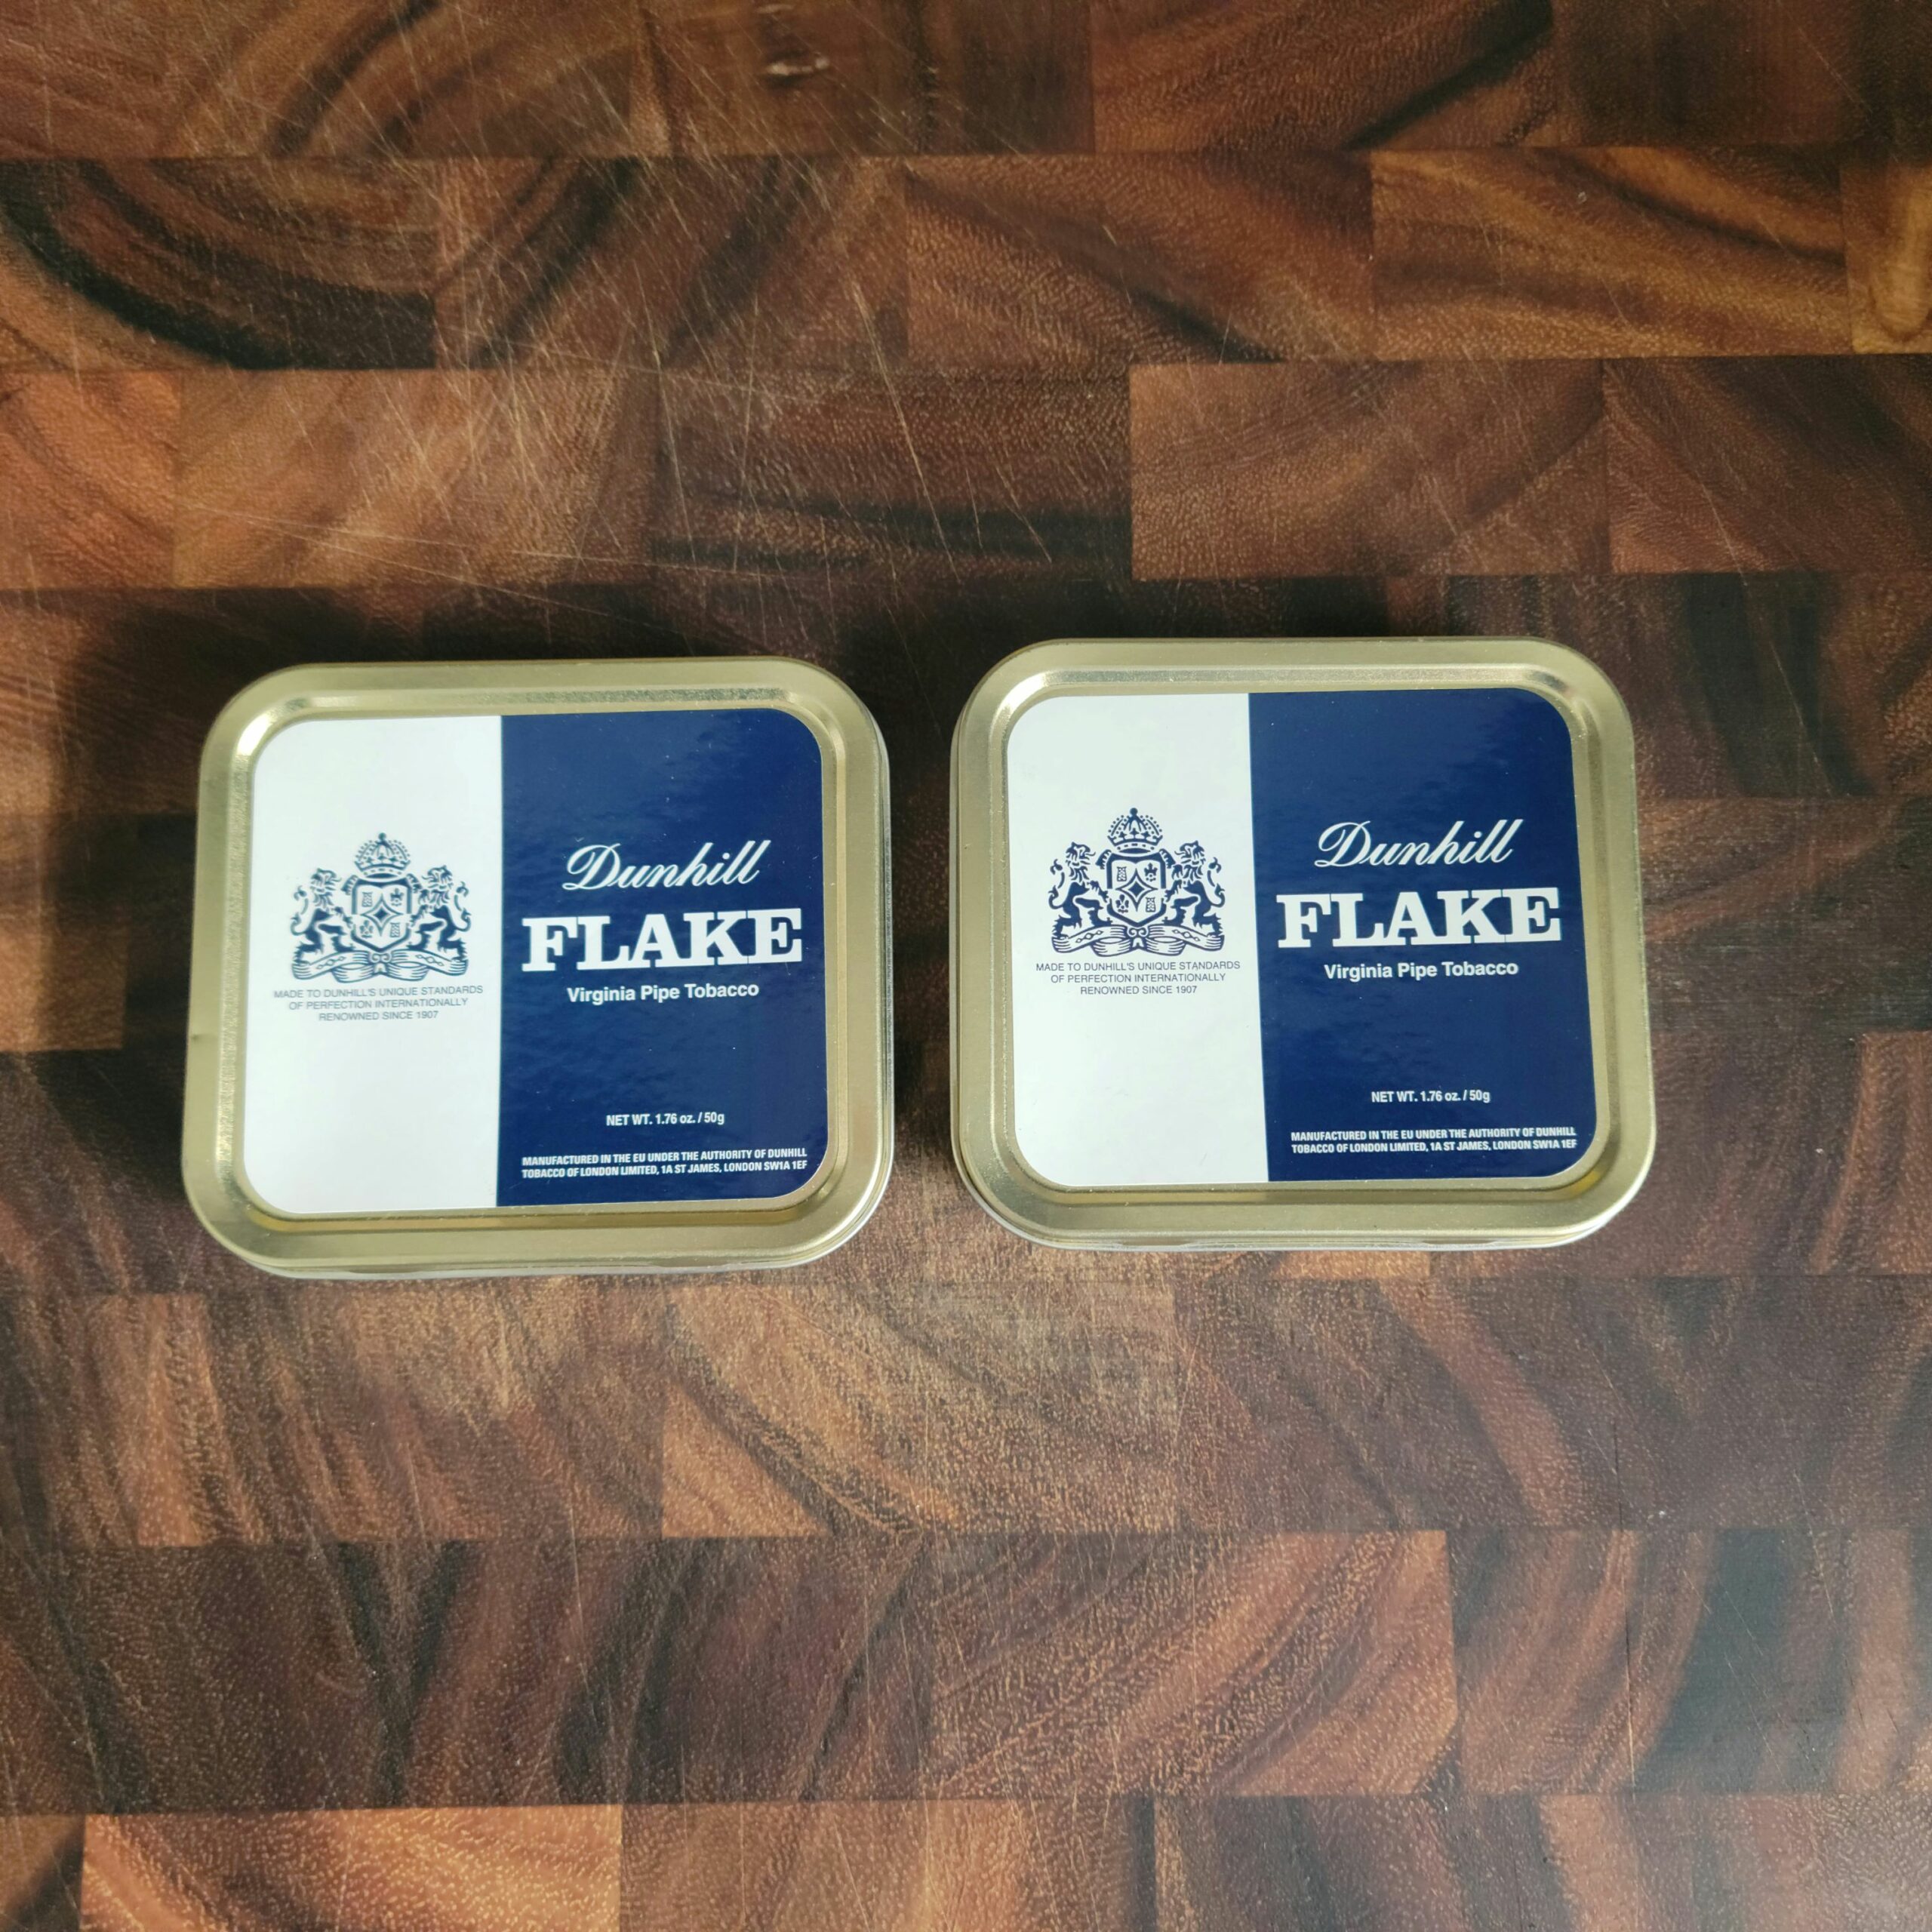 Dunhill
FLAKE
Virginia Pipe Tobacco
MADE TO DUNHILL'S UNIQUE STANDARDS
OF PERFECTION INTERNATIONALLY
RENOWNED SINCE 1907
NET WT. 1.76 oz. / 50g
MANUFACTURED IN THE EU UNDER THE AUTHORITY OF DUNHILL
TOBACCO OF LONDON LIMITED, 1A ST JAMES, LONDON SW1A 1EF
Dunhill
FLAKE
Virginia Pipe Tobacco
MADE TO DUNHILL'S UNIQUE STANDARDS
OF PERFECTION INTERNATIONALLY
RENOWNED SINCE 1907
NET WT. 1.76 oz. / 50g
MANUFACTURED IN THE EU UNDER THE AUTHORITY OF DUNHILL
TOBACCO OF LONDON LIMITED, 1A ST JAMES, LONDON SW1A 1EF